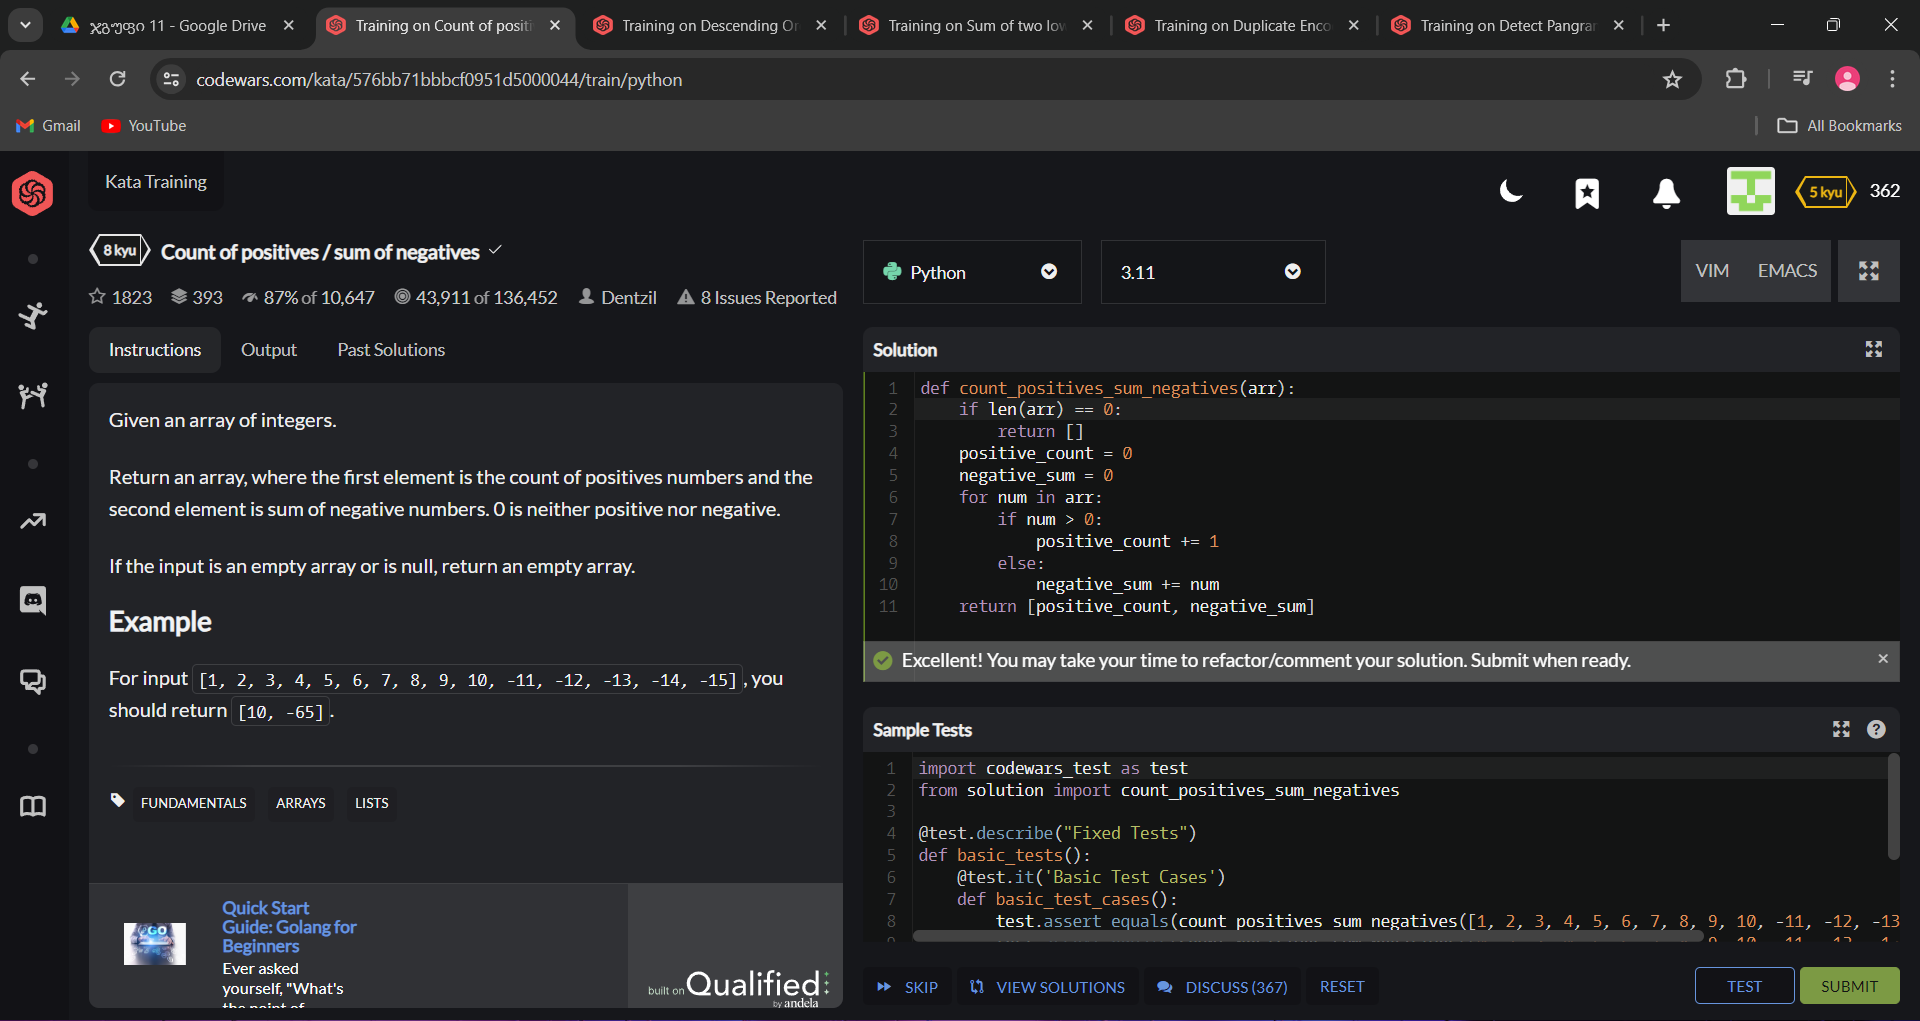 ჯგუფი 11 - Google Drive
Training on Count of positi
Training on Descending Or
Training on Sum of two low
Training on Duplicate Enco
Training on Detect Pangra
codewars.com/kata/576bb71bbbcf0951d5000044/train/python
Gmail
YouTube
All Bookmarks
Kata Training
5 kyu
362
8 kyu
Count of positives / sum of negatives
1823
393
87% of 10,647
43,911 of 136,452
Dentzil
8 Issues Reported
Python
3.11
VIM
EMACS
Instructions
Output
Past Solutions
Given an array of integers.
Return an array, where the first element is the count of positives numbers and the
second element is sum of negative numbers. 0 is neither positive nor negative.
If the input is an empty array or is null, return an empty array.
Example
For input [1, 2, 3, 4, 5, 6, 7, 8, 9, 10, -11, -12, -13, -14, -15], you
should return [10, -65].
FUNDAMENTALS
ARRAYS
LISTS
GO
Quick Start
Guide: Golang for
Beginners
Ever asked
yourself, "What's
the point of
built on Qualified
by andela
Solution
1 def count_positives_sum_negatives(arr):
2 if len(arr) == 0:
3 return []
4 positive_count = 0
5 negative_sum = 0
6 for num in arr:
7 if num > 0:
8 positive_count += 1
9 else:
10 negative_sum += num
11 return [positive_count, negative_sum]
Excellent! You may take your time to refactor/comment your solution. Submit when ready.
Sample Tests
1 import codewars_test as test
2 from solution import count_positives_sum_negatives
3
4 @test.describe("Fixed Tests")
5 def basic_tests():
6 @test.it('Basic Test Cases')
7 def basic_test_cases():
8 test.assert_equals(count_positives_sum_negatives([1, 2, 3, 4, 5, 6, 7, 8, 9, 10, -11, -12, -13
SKIP
VIEW SOLUTIONS
DISCUSS (367)
RESET
TEST
SUBMIT